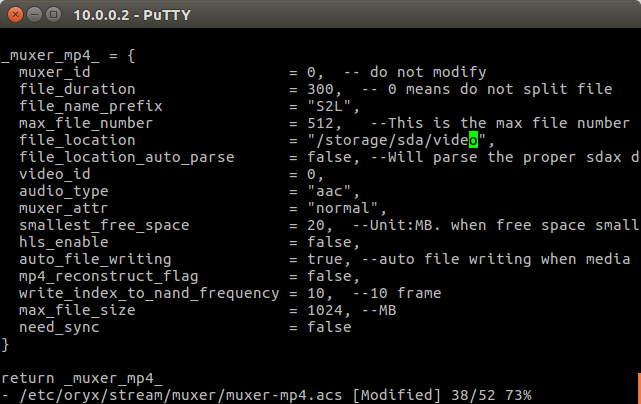 10.0.0.2 - PuTTY
_muxer_mp4_ = {
  muxer_id                      = 0,  -- do not modify
  file_duration                 = 300,  -- 0 means do not split file
  file_name_prefix              = "S2L",
  max_file_number               = 512,   --This is the max file number
  file_location                 = "/storage/sda/video",
  file_location_auto_parse      = false, --Will parse the proper sdax d
  video_id                      = 0,
  audio_type                    = "aac",
  muxer_attr                    = "normal",
  smallest_free_space           = 20,  --Unit:MB. when free space small
  hls_enable                    = false,
  auto_file_writing             = true, --auto file writing when media
  mp4_reconstruct_flag          = false,
  write_index_to_nand_frequency = 10,  --10 frame
  max_file_size                 = 1024, --MB
  need_sync                     = false
}
return _muxer_mp4_
- /etc/oryx/stream/muxer/muxer-mp4.acs [Modified] 38/52 73%